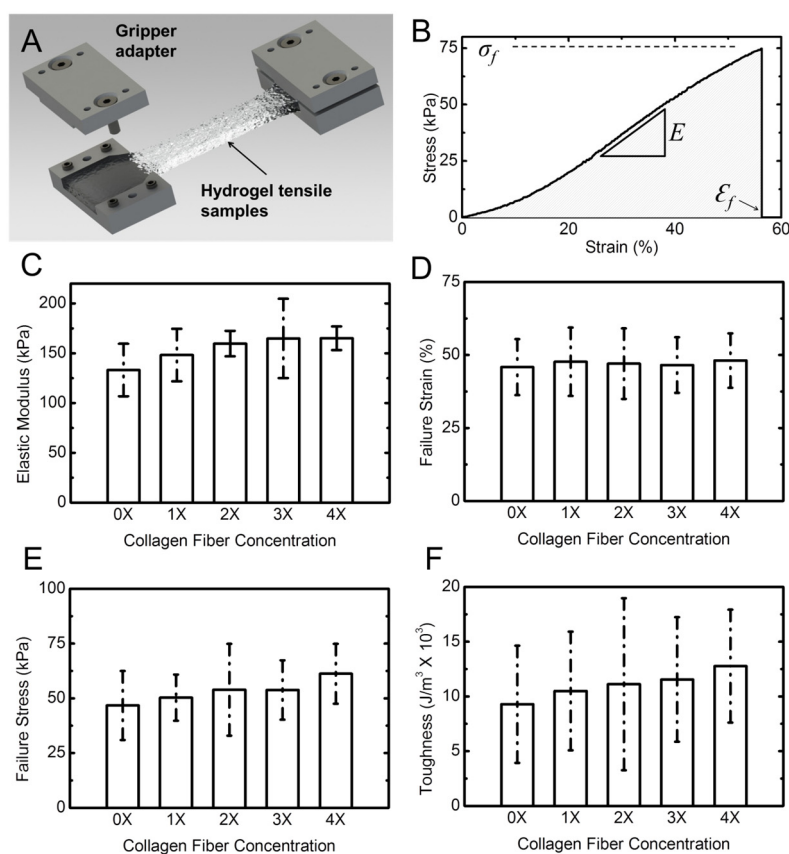 A
Gripper
adapter
Hydrogel tensile
samples
B
75
50
25
0
Stress (kPa)
σf
E
εf
0 20 40 60
Strain (%)
C
200
150
100
50
0
Elastic Modulus (kPa)
0X 1X 2X 3X 4X
Collagen Fiber Concentration
D
75
50
25
0
Failure Strain (%)
0X 1X 2X 3X 4X
Collagen Fiber Concentration
E
100
75
50
25
0
Failure Stress (kPa)
0X 1X 2X 3X 4X
Collagen Fiber Concentration
F
20
15
10
5
0
Toughness (J/m³ X 10³)
0X 1X 2X 3X 4X
Collagen Fiber Concentration